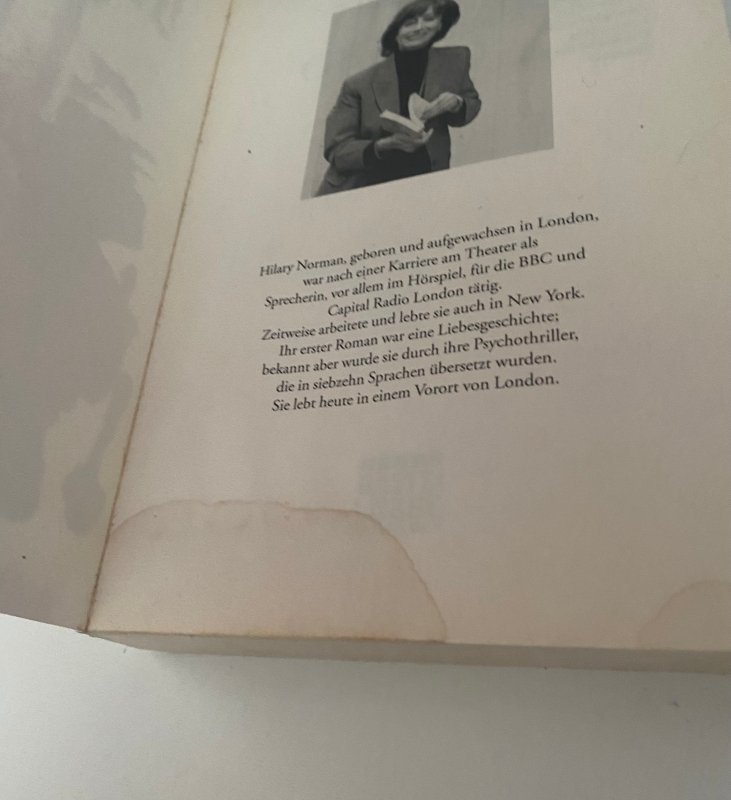 Hilary Norman, geboren und aufgewachsen in London,
war nach einer Karriere am Theater als
Sprecherin, vor allem im Hörspiel, für die BBC und
Capital Radio London tätig.
Zeitweise arbeitete und lebte sie auch in New York.
Ihr erster Roman war eine Liebesgeschichte;
bekannt aber wurde sie durch ihre Psychothriller,
die in siebzehn Sprachen übersetzt wurden.
Sie lebt heute in einem Vorort von London.